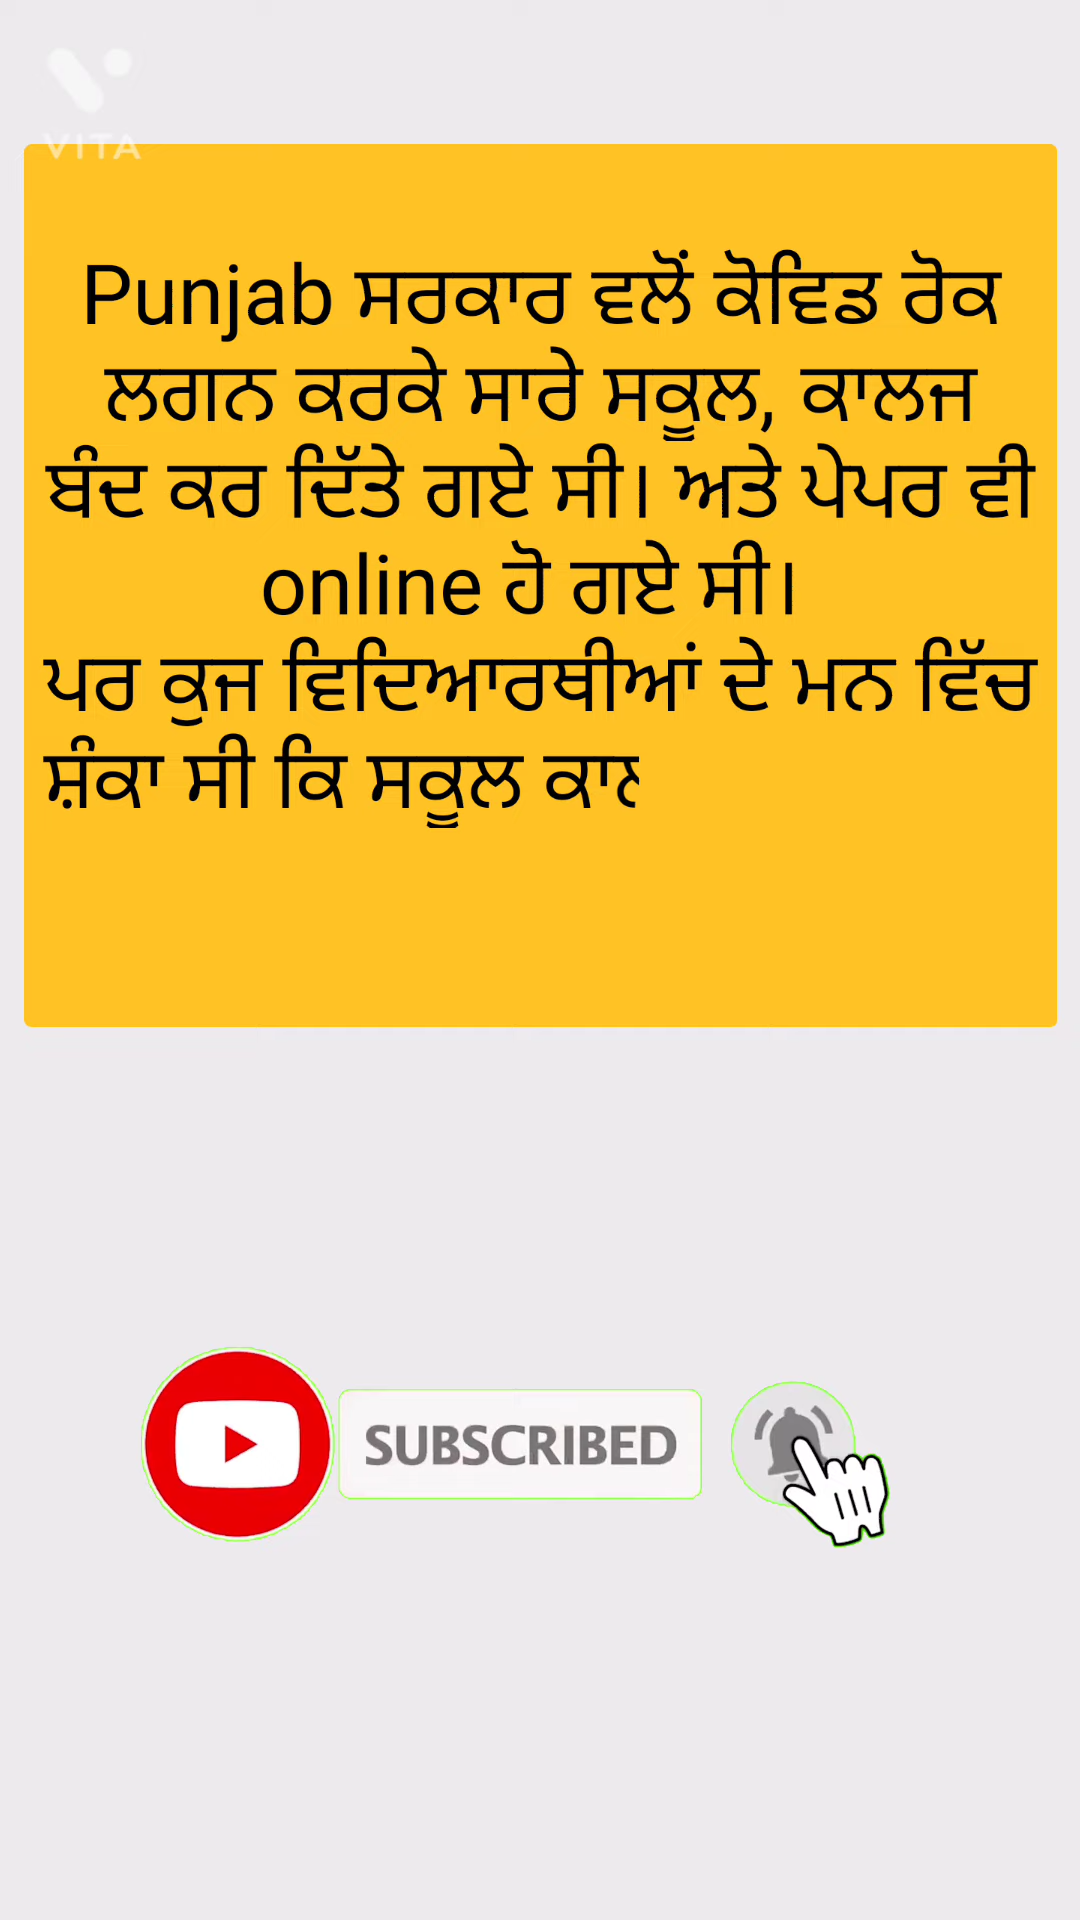 VITA
Punjab ਸਰਕਾਰ ਵਲੋਂ ਕੋਵਿਡ ਰੋਕ
ਲਗਨ ਕਰਕੇ ਸਾਰੇ ਸਕੂਲ, ਕਾਲਜ
ਬੰਦ ਕਰ ਦਿੱਤੇ ਗਏ ਸੀ। ਅਤੇ ਪੇਪਰ ਵੀ
online ਹੋ ਗਏ ਸੀ।
ਪਰ ਕੁਜ ਵਿਦਿਆਰਥੀਆਂ ਦੇ ਮਨ ਵਿੱਚ
ਸ਼ੰਕਾ ਸੀ ਕਿ ਸਕੂਲ
SUBSCRIBED